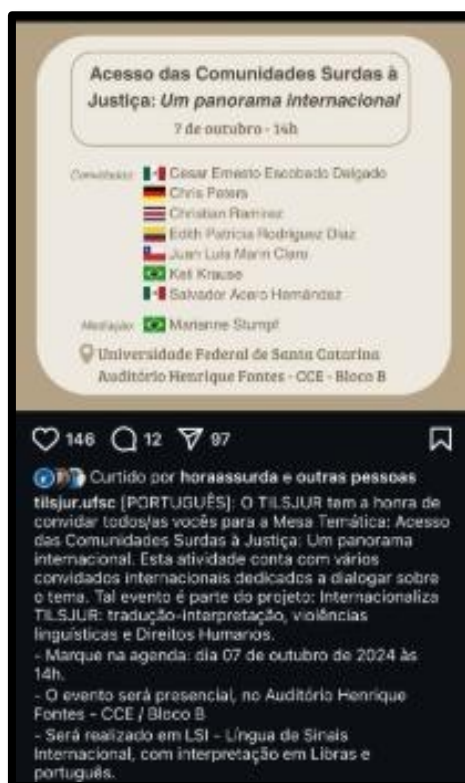 Acesso das Comunidades Surdas à
Justiça: Um panorama internacional
7 de outubro - 14h
Convidados: Cesar Ernesto Escobedo Delgado
Chris Peters
Christian Ramirez
Edith Patricia Rodríguez Díaz
Juan Luis Marín Claro
Keli Krause
Salvador Acero Hernández
Mediação: Marianne Stumpf
Universidade Federal de Santa Catarina
Auditório Henrique Fontes - CCE - Bloco B
146 12 97
Curtido por horaassurda e outras pessoas
tilsjur.ufsc [PORTUGUÊS]: O TILSJUR tem a honra de
convidar todos/as vocês para a Mesa Temática: Acesso
das Comunidades Surdas à Justiça: Um panorama
internacional. Esta atividade conta com vários
convidados internacionais dedicados a dialogar sobre
o tema. Tal evento é parte do projeto: Internacionaliza
TILSJUR: tradução-interpretação, violências
linguísticas e Direitos Humanos.
- Marque na agenda: dia 07 de outubro de 2024 às
14h.
- O evento será presencial, no Auditório Henrique
Fontes - CCE / Bloco B
- Será realizado em LSI - Língua de Sinais
Internacional, com interpretação em Libras e
português.